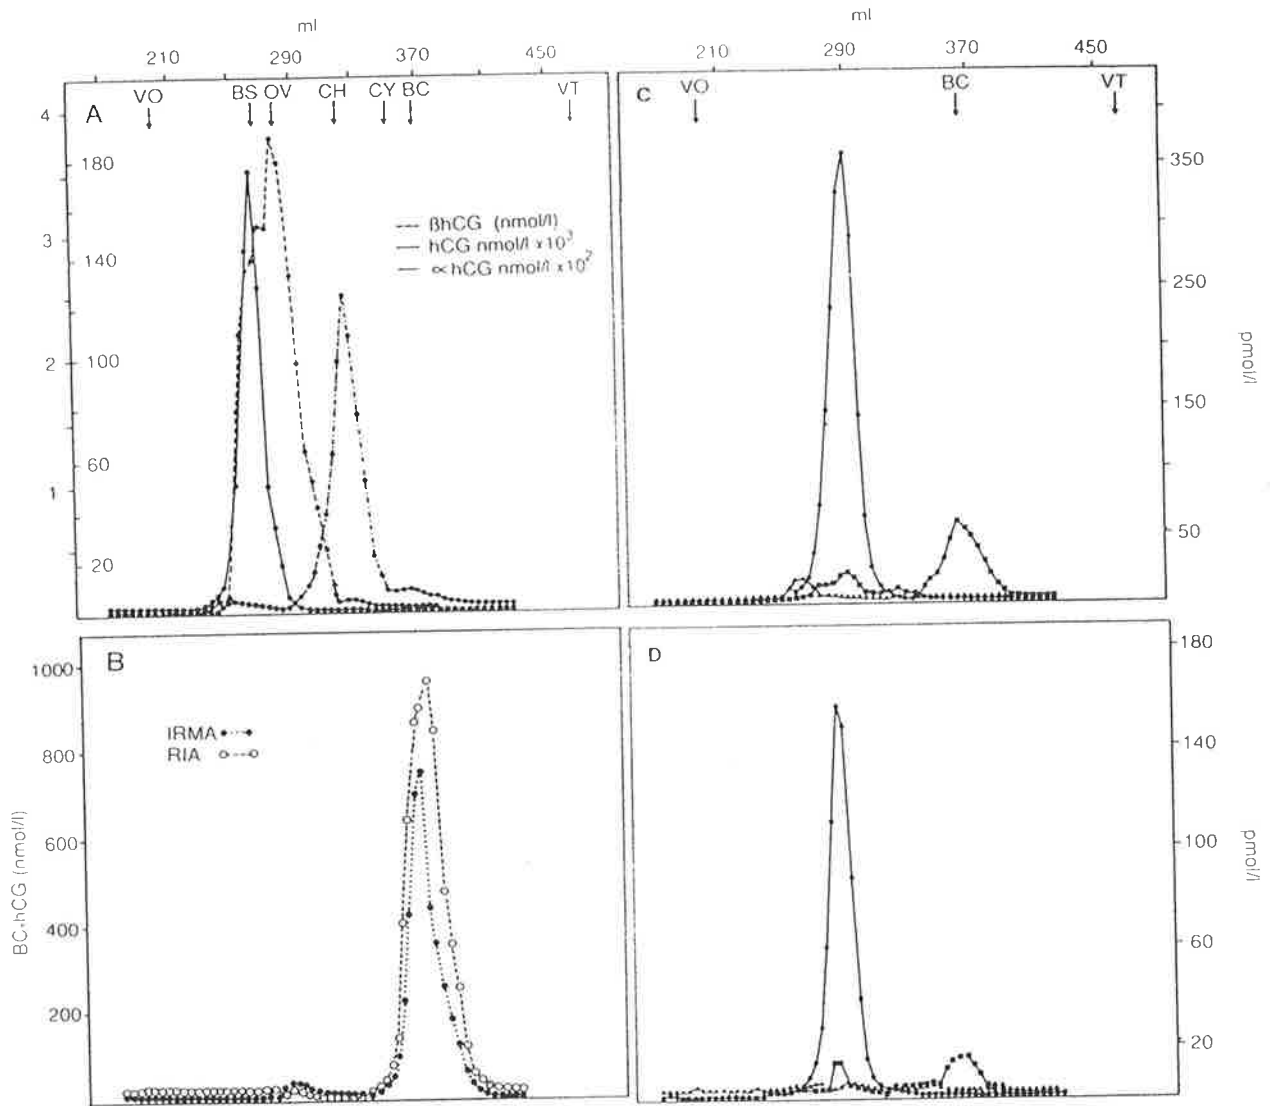 ml ml
210 290 370 450 210 290 370 450
VO BS OV CH CY BC VT
A
4
3
2
1
180
140
100
60
20
βhCG (nmol/l)
hCG nmol/l x10³
∝hCG nmol/l x10²
C
VO BC VT
350
250
150
50
pmol/l
B
1000
800
600
400
200
BC-hCG (nmol/l)
IRMA
RIA
D
180
140
100
60
20
pmol/l